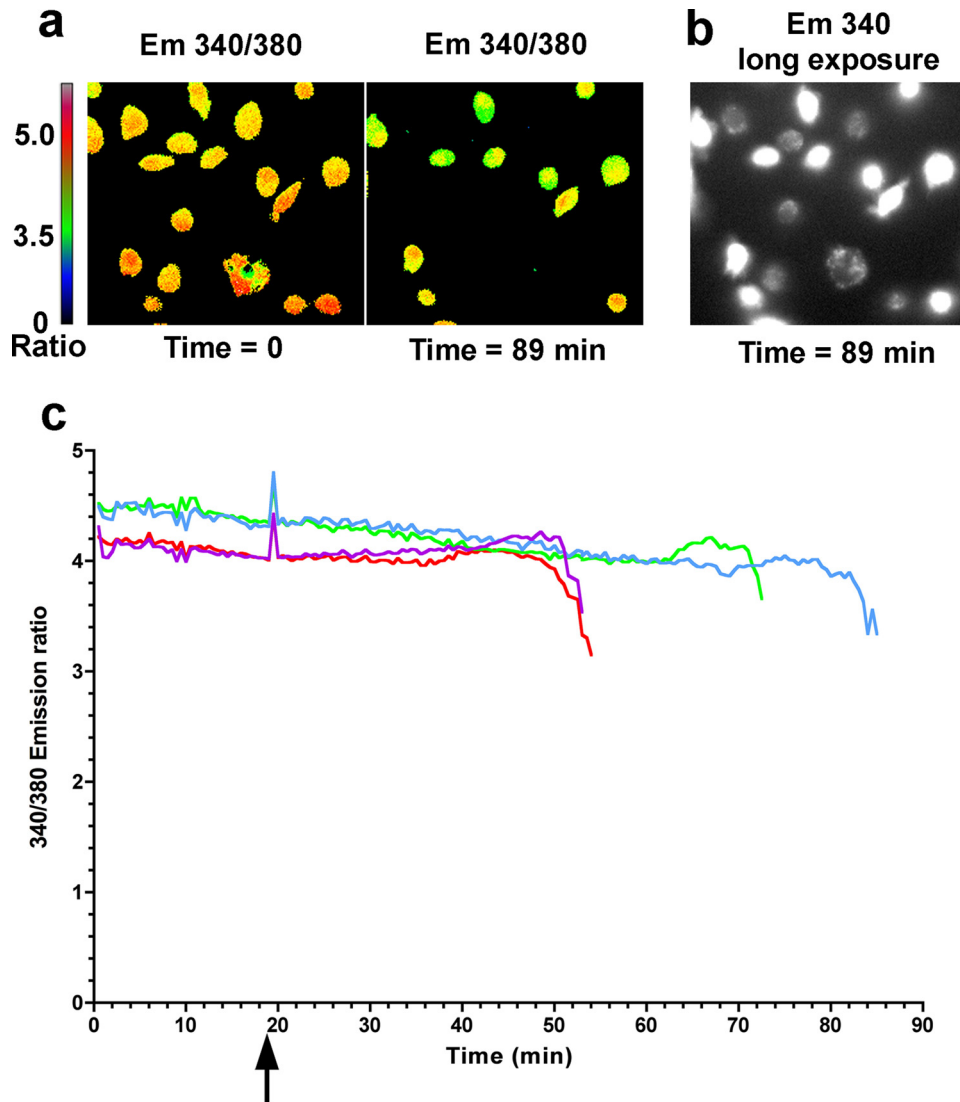 a
Em 340/380
Em 340/380
b
Em 340
long exposure
5.0
3.5
0
Ratio
Time = 0
Time = 89 min
Time = 89 min
c
340/380 Emission ratio
5
4
3
2
1
0
0 10 20 30 40 50 60 70 80 90
Time (min)